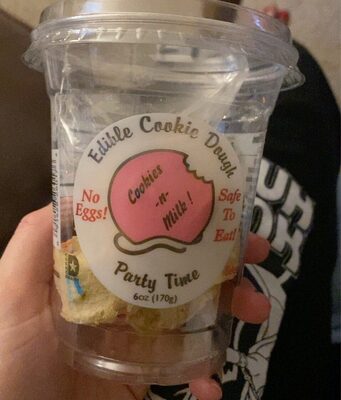 Edible Cookie Dough
No
Eggs!
Cookies
-n-
Milk!
Safe
To
Eat!
Party Time
6oz (170g)